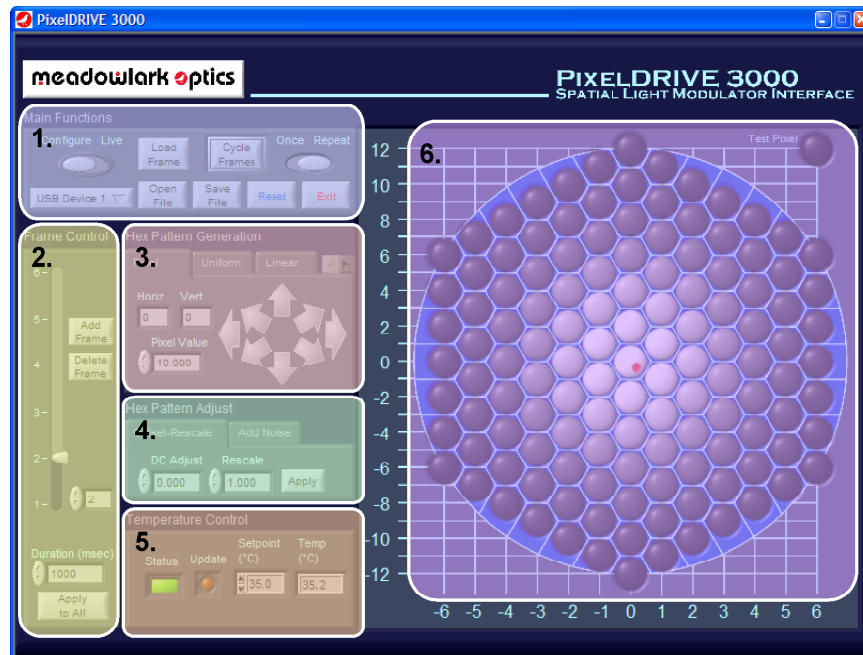 PixelDRIVE 3000
meadowlark optics
PIXELDRIVE 3000
SPATIAL LIGHT MODULATOR INTERFACE
Main Functions
1.
Configure Live
Load Frame
Cycle Frames
Once Repeat
USB Device 1
Open File
Save File
Reset
Exit
Frame Control
2.
6-
5-
4
3-
2-
1-
Add Frame
Delete Frame
2
Duration (msec)
1000
Apply to All
Hex Pattern Generation
3.
Uniform
Linear
Horiz Vert
0 0
Pixel Value
10.000
Hex Pattern Adjust
4.
Add Noise
DC Adjust Rescale
0.000 1.000 Apply
Temperature Control
5.
Status Update
Setpoint (°C)
Temp (°C)
35.0 35.2
6.
Test Pixel
12
10
8
6
4
2
0
-2
-4
-6
-8
-10
-12
-6 -5 -4 -3 -2 -1 0 1 2 3 4 5 6